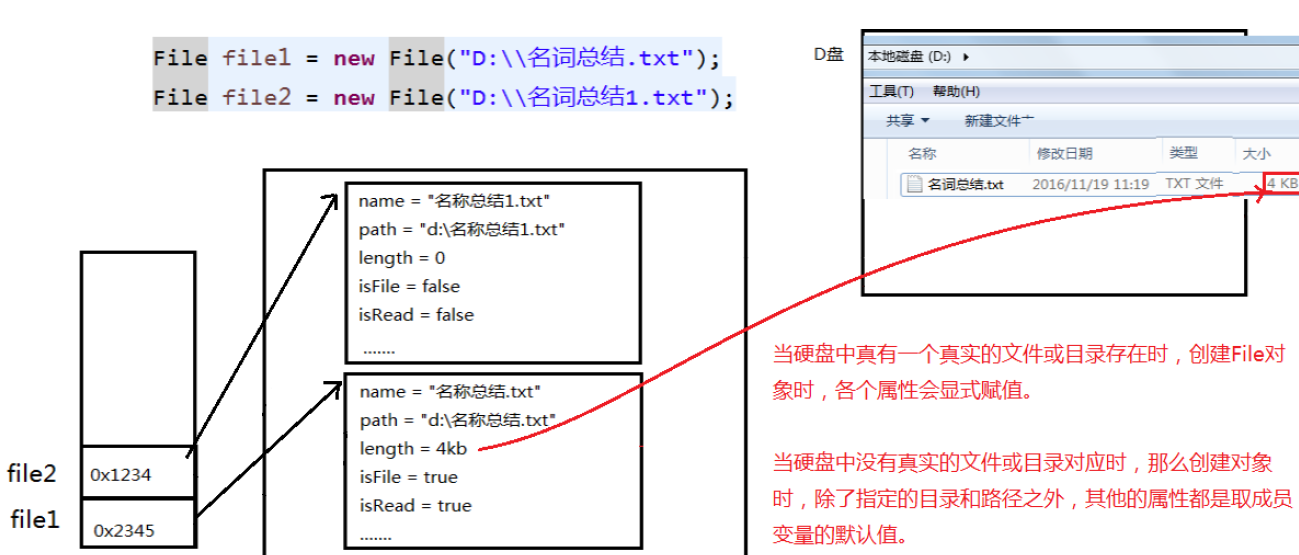 File file1 = new File("D:\\名词总结.txt");
File file2 = new File("D:\\名词总结1.txt");
D盘
本地磁盘 (D:)
工具(T) 帮助(H)
共享 新建文件
名称 修改日期 类型 大小
名词总结.txt 2016/11/19 11:19 TXT 文件 4 KB
name = "名称总结1.txt"
path = "d:\名称总结1.txt"
length = 0
isFile = false
isRead = false
.......
name = "名称总结.txt"
path = "d:\名称总结.txt"
length = 4kb
isFile = true
isRead = true
.......
file2 0x1234
file1 0x2345
当硬盘中真有一个真实的文件或目录存在时，创建File对
象时，各个属性会显式赋值。
当硬盘中没有真实的文件或目录对应时，那么创建对象
时，除了指定的目录和路径之外，其他的属性都是取成员
变量的默认值。